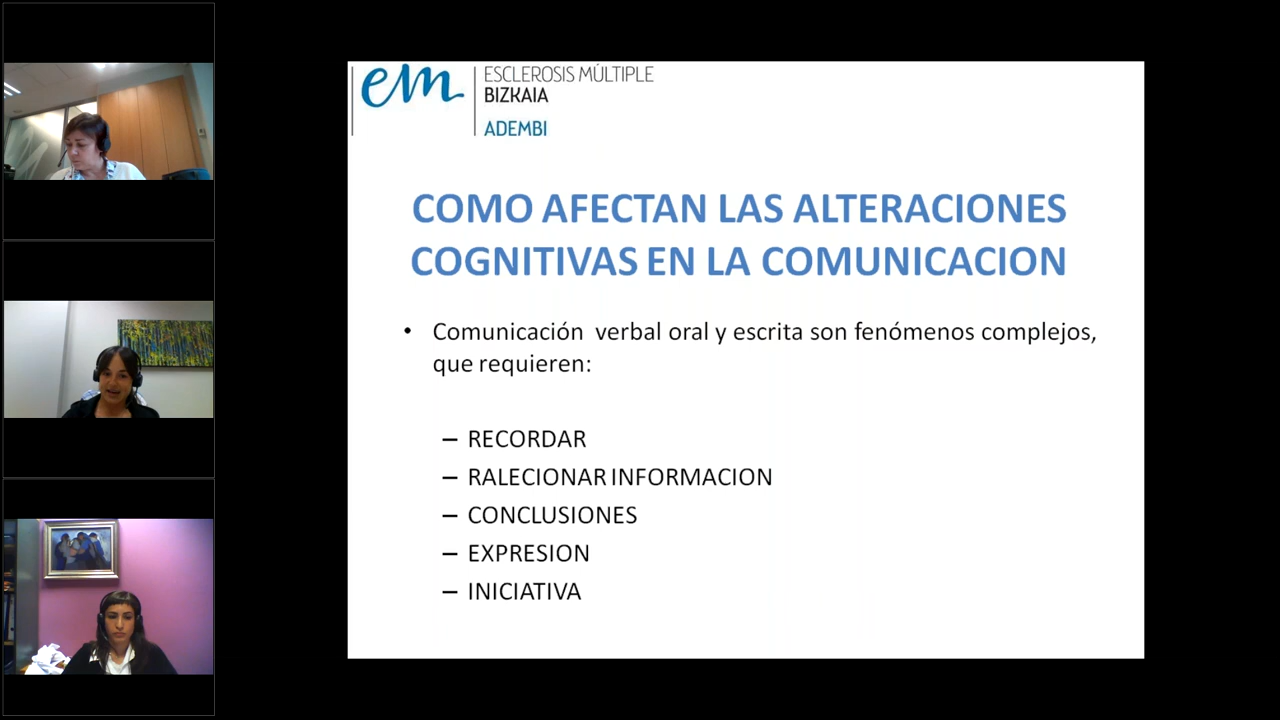 em
ESCLEROSIS MÚLTIPLE
BIZKAIA
ADEMBI
COMO AFECTAN LAS ALTERACIONES
COGNITIVAS EN LA COMUNICACION
• Comunicación verbal oral y escrita son fenómenos complejos,
que requieren:
– RECORDAR
– RALECIONAR INFORMACION
– CONCLUSIONES
– EXPRESION
– INICIATIVA